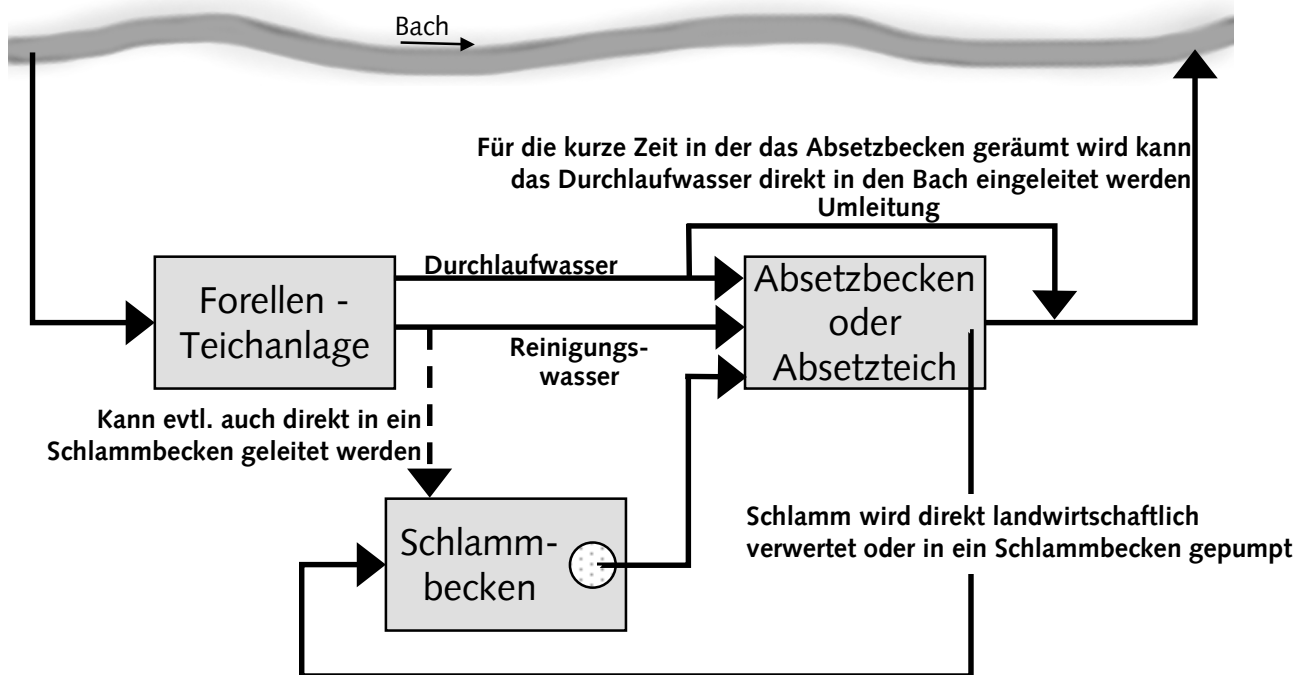 Bach
Für die kurze Zeit in der das Absetzbecken geräumt wird kann
das Durchlaufwasser direkt in den Bach eingeleitet werden
Umleitung
Durchlaufwasser
Forellen -
Teichanlage
Absetzbecken
oder
Absetzteich
Reinigungs-
wasser
Kann evtl. auch direkt in ein
Schlammbecken geleitet werden
Schlamm-
becken
Schlamm wird direkt landwirtschaftlich
verwertet oder in ein Schlammbecken gepumpt